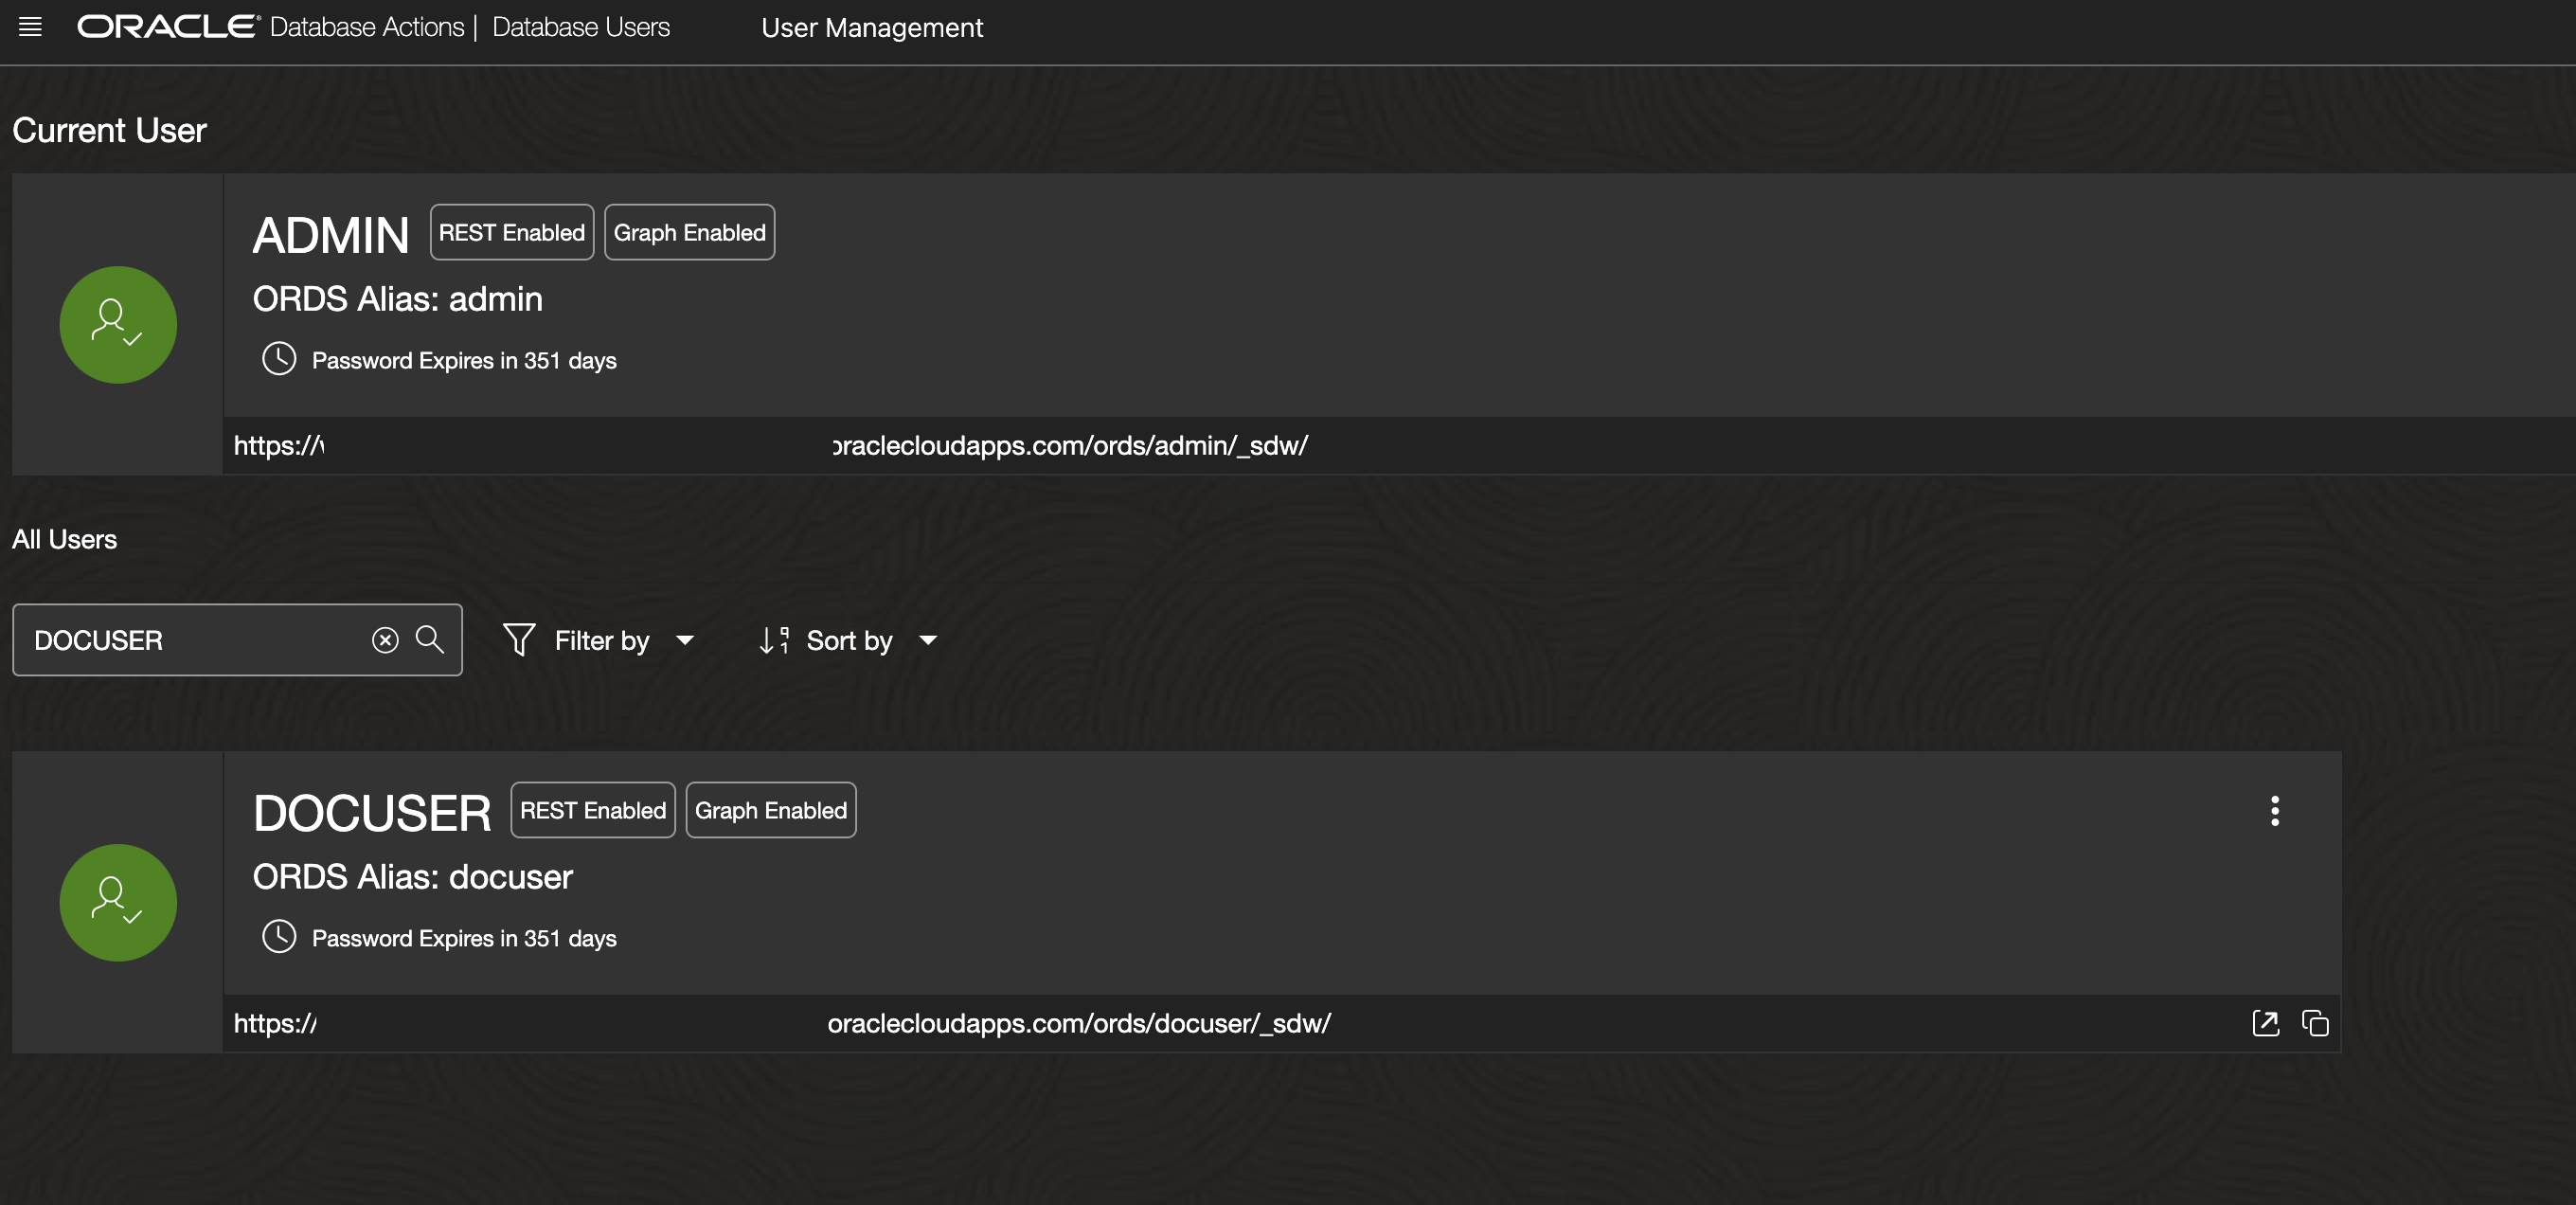 ORACLE® Database Actions | Database Users User Management
Current User
ADMIN REST Enabled Graph Enabled
ORDS Alias: admin
Password Expires in 351 days
https:// oraclecloudapps.com/ords/admin/_sdw/
All Users
DOCUSER Filter by Sort by
DOCUSER REST Enabled Graph Enabled
ORDS Alias: docuser
Password Expires in 351 days
https:// oraclecloudapps.com/ords/docuser/_sdw/